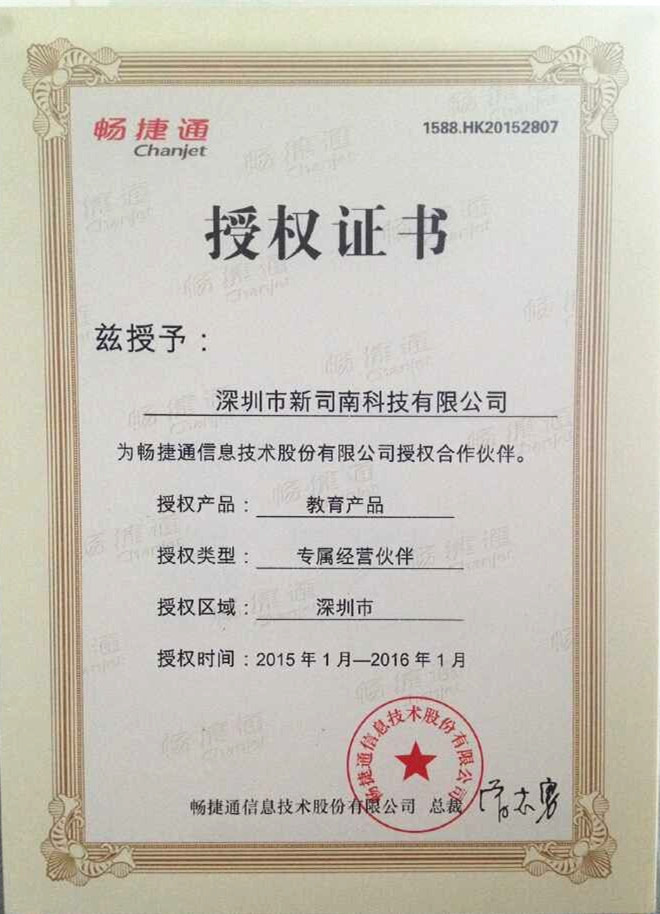 畅捷通
Chanjet
1588.HK20152807
授权证书
兹授予：
深圳市新司南科技有限公司
为畅捷通信息技术股份有限公司授权合作伙伴。
授权产品：教育产品
授权类型：专属经营伙伴
授权区域：深圳市
授权时间：2015年1月—2016年1月
畅捷通信息技术股份有限公司
畅捷通信息技术股份有限公司 总裁